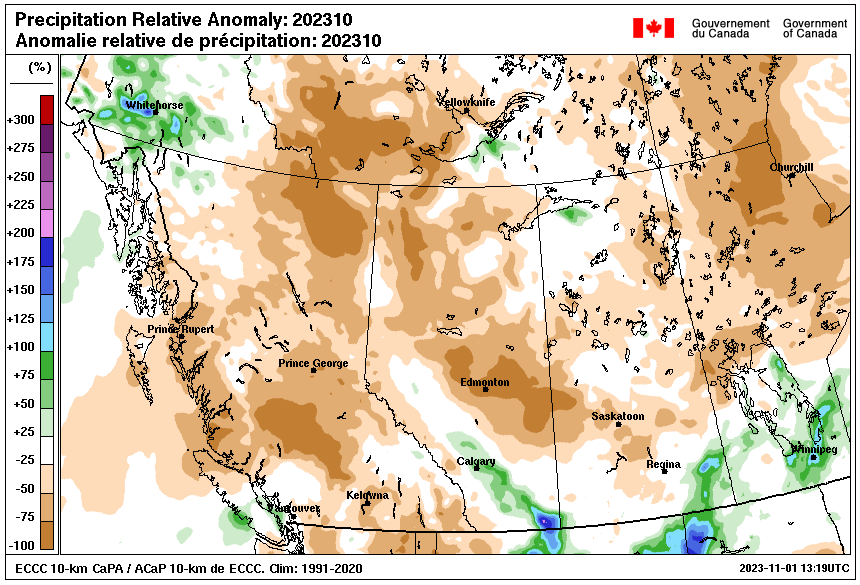 Precipitation Relative Anomaly: 202310
Anomalie relative de précipitation: 202310
Gouvernement du Canada
Government of Canada
(%)
+300
+275
+250
+225
+200
+175
+150
+125
+100
+75
+50
+25
-25
-50
-75
-100
Whitehorse
Yellowknife
Churchill
Prince Rupert
Prince George
Edmonton
Saskatoon
Calgary
Regina
Winnipeg
Kelowna
Vancouver
ECCC 10-km CaPA / ACaP 10-km de ECCC. Clim: 1991-2020
2023-11-01 13:19UTC